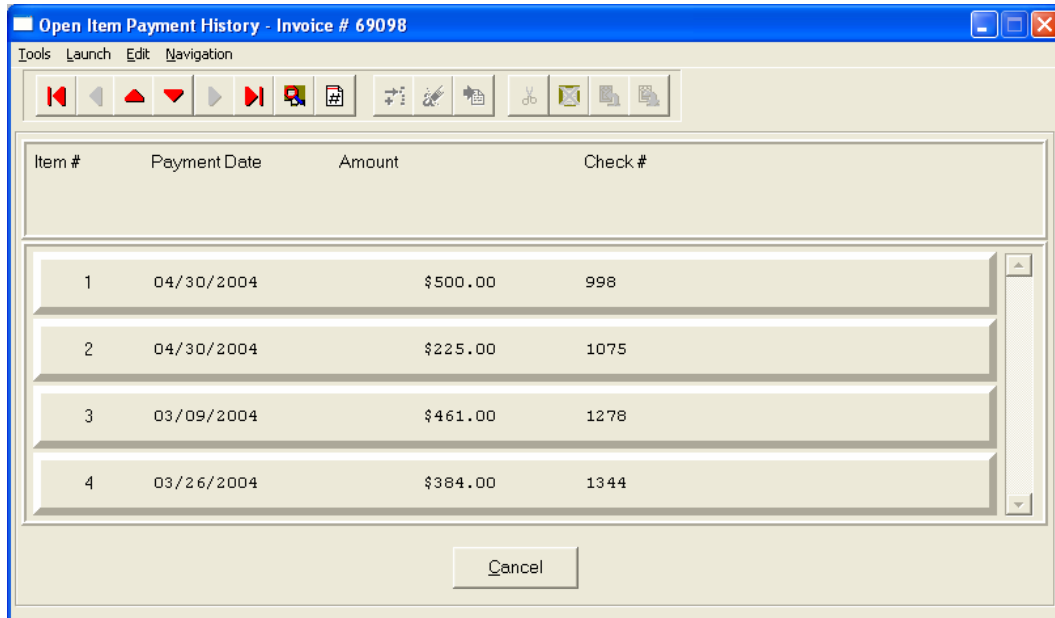 Open Item Payment History - Invoice # 69098
Tools Launch Edit Navigation
Item # Payment Date Amount Check #
1 04/30/2004 $500.00 998
2 04/30/2004 $225.00 1075
3 03/09/2004 $461.00 1278
4 03/26/2004 $384.00 1344
Cancel